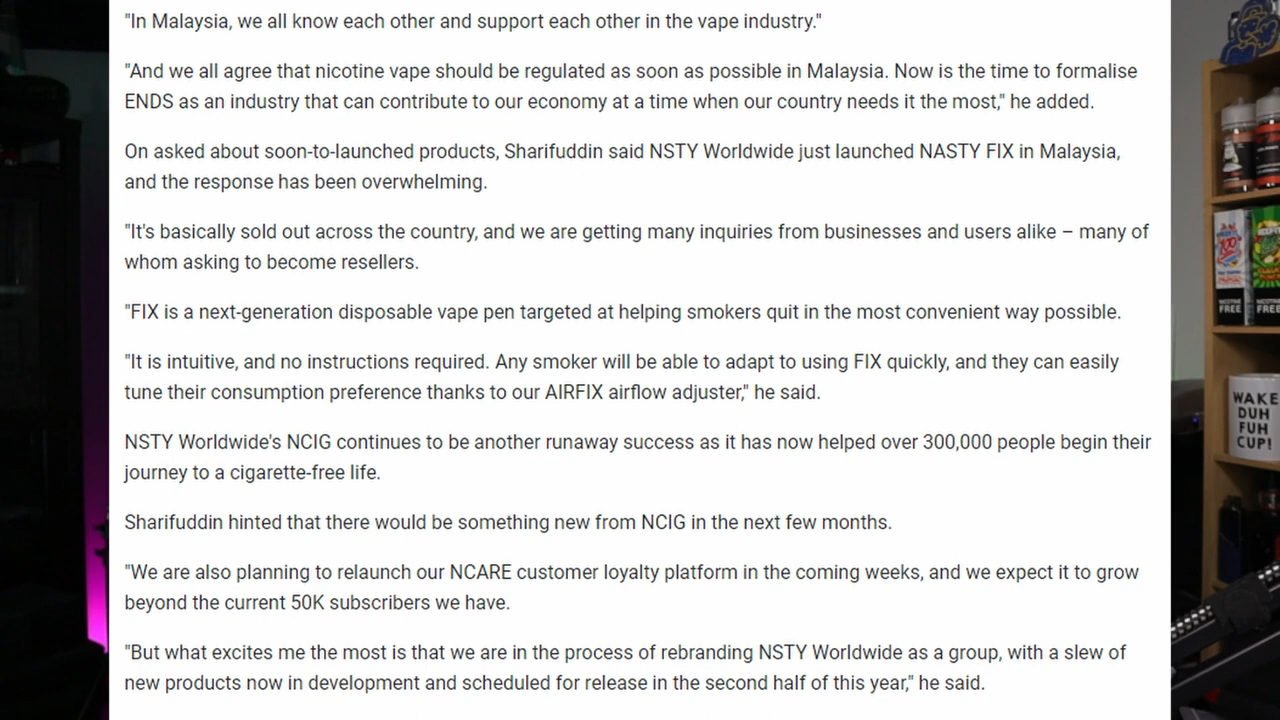 "In Malaysia, we all know each other and support each other in the vape industry."
"And we all agree that nicotine vape should be regulated as soon as possible in Malaysia. Now is the time to formalise
ENDS as an industry that can contribute to our economy at a time when our country needs it the most," he added.
On asked about soon-to-launched products, Sharifuddin said NSTY Worldwide just launched NASTY FIX in Malaysia,
and the response has been overwhelming.
"It's basically sold out across the country, and we are getting many inquiries from businesses and users alike – many of
whom asking to become resellers.
"FIX is a next-generation disposable vape pen targeted at helping smokers quit in the most convenient way possible.
"It is intuitive, and no instructions required. Any smoker will be able to adapt to using FIX quickly, and they can easily
tune their consumption preference thanks to our AIRFIX airflow adjuster," he said.
NSTY Worldwide's NCIG continues to be another runaway success as it has now helped over 300,000 people begin their
journey to a cigarette-free life.
Sharifuddin hinted that there would be something new from NCIG in the next few months.
"We are also planning to relaunch our NCARE customer loyalty platform in the coming weeks, and we expect it to grow
beyond the current 50K subscribers we have.
"But what excites me the most is that we are in the process of rebranding NSTY Worldwide as a group, with a slew of
new products now in development and scheduled for release in the second half of this year," he said.
100
NICOTINE
FREE
NICOTINE
FREE
WAKE
DUH
FUH
CUP!